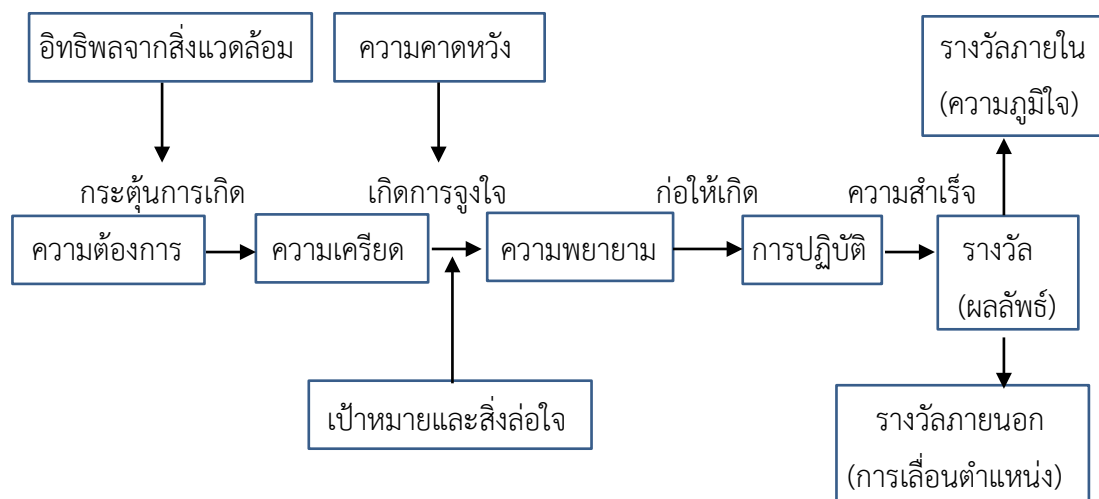 อิทธิพลจากสิ่งแวดล้อม
ความคาดหวัง
รางวัลภายใน
(ความภูมิใจ)
กระตุ้นการเกิด
เกิดการจูงใจ
ก่อให้เกิด
ความสำเร็จ
ความต้องการ
ความเครียด
ความพยายาม
การปฏิบัติ
รางวัล
(ผลลัพธ์)
เป้าหมายและสิ่งล่อใจ
รางวัลภายนอก
(การเลื่อนตำแหน่ง)